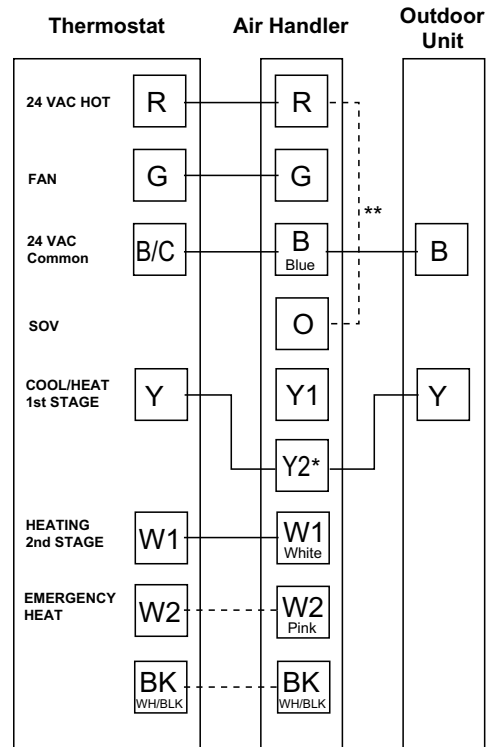 Thermostat Air Handler Outdoor
Unit
24 VAC HOT R R
FAN G G
**
24 VAC
Common B/C B B
Blue
SOV O
COOL/HEAT
1st STAGE Y Y1 Y
Y2*
HEATING
2nd STAGE W1 W1
White
EMERGENCY
HEAT W2 W2
Pink
BK BK
WH/BLK WH/BLK